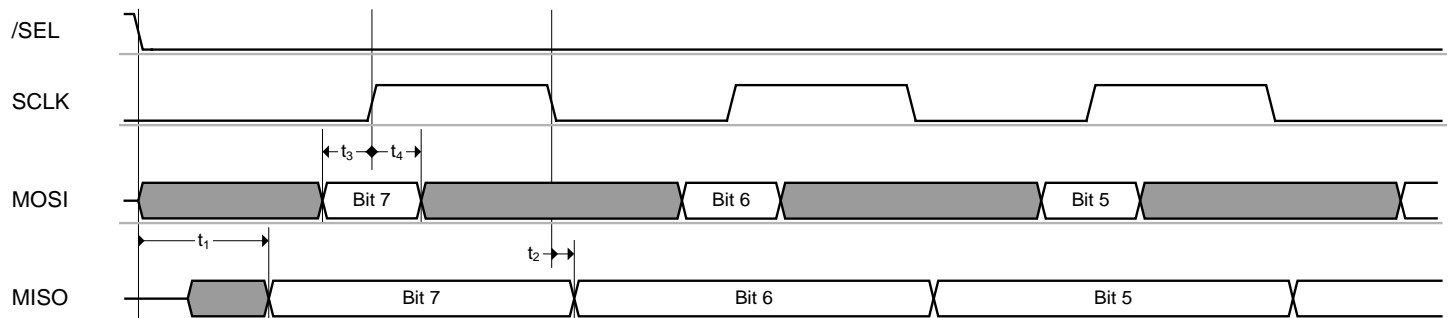 /SEL
SCLK
t3 t4
MOSI Bit 7 Bit 6 Bit 5
t1 t2
MISO Bit 7 Bit 6 Bit 5